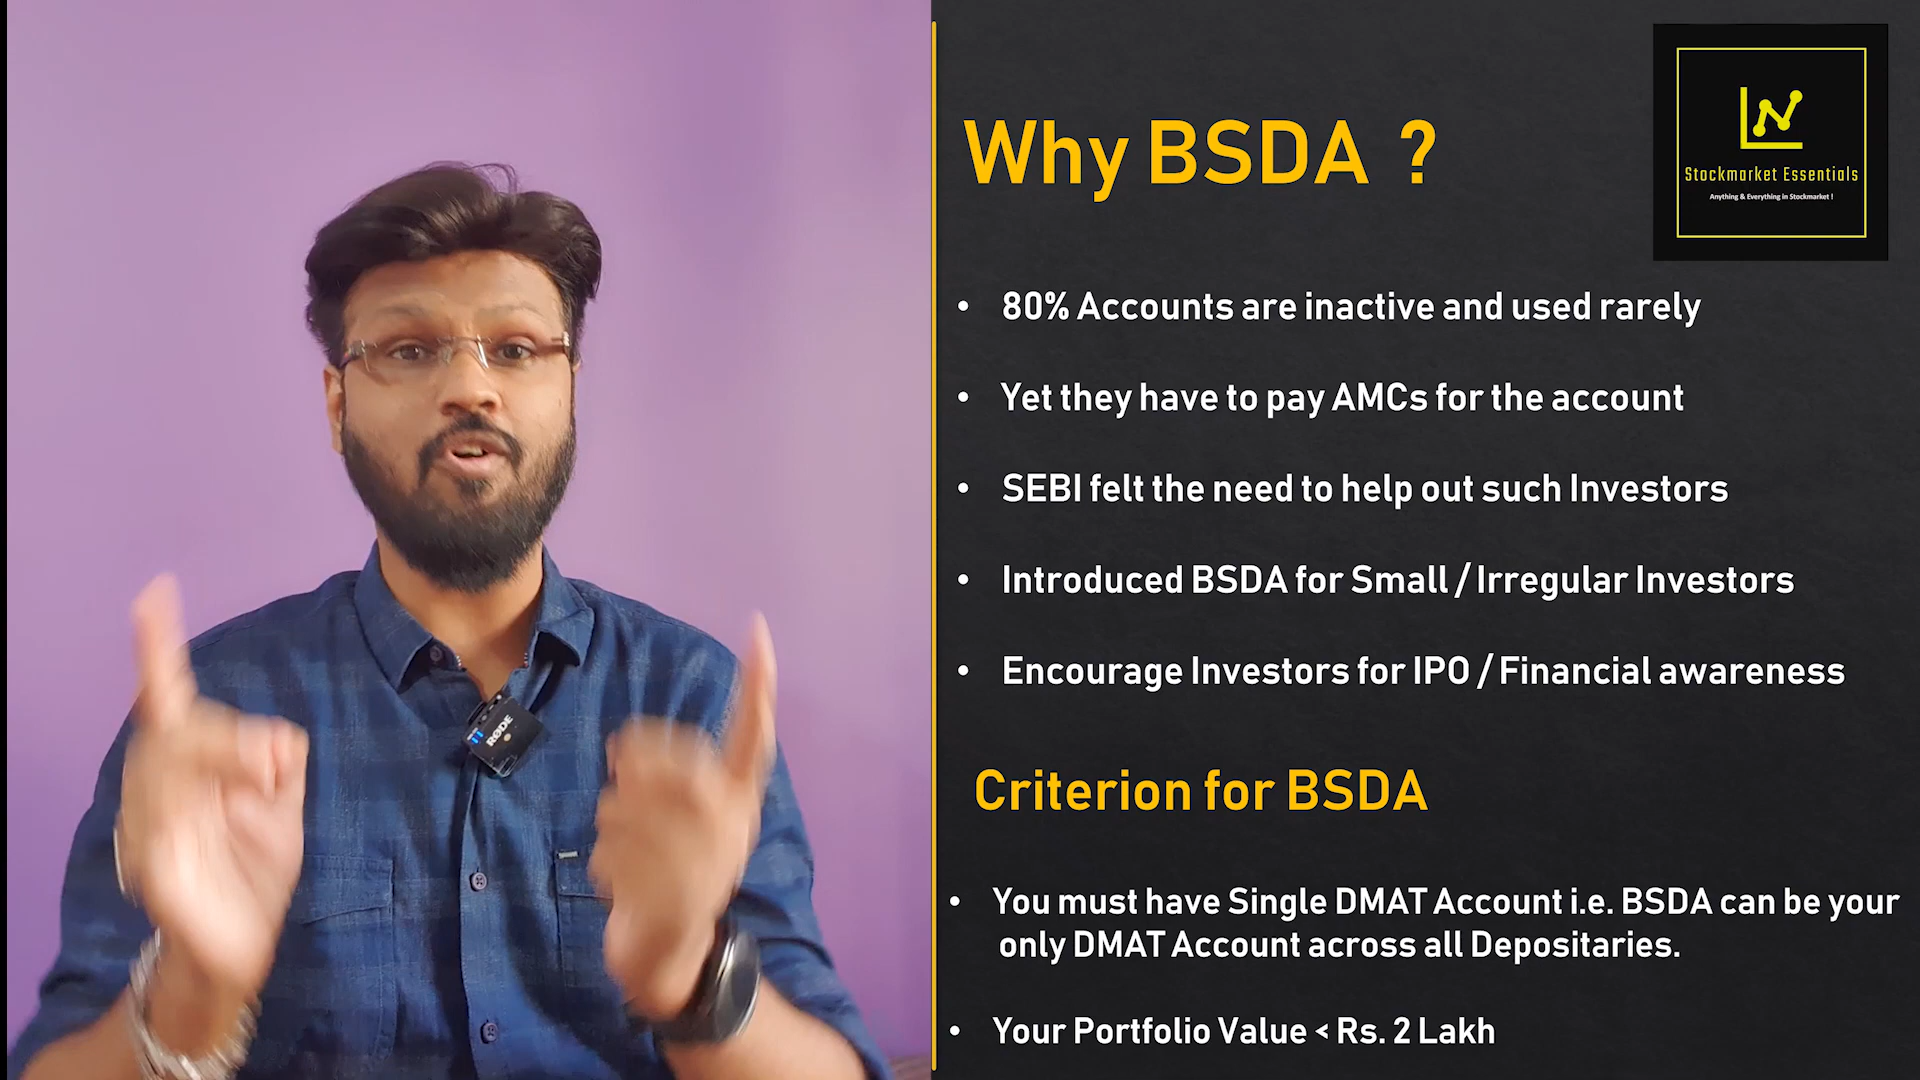 Why BSDA ?
Stockmarket Essentials
Anything & Everything in Stockmarket !
• 80% Accounts are inactive and used rarely
• Yet they have to pay AMCs for the account
• SEBI felt the need to help out such Investors
• Introduced BSDA for Small / Irregular Investors
• Encourage Investors for IPO / Financial awareness
RØDE
Criterion for BSDA
• You must have Single DMAT Account i.e. BSDA can be your
only DMAT Account across all Depositaries.
• Your Portfolio Value < Rs. 2 Lakh